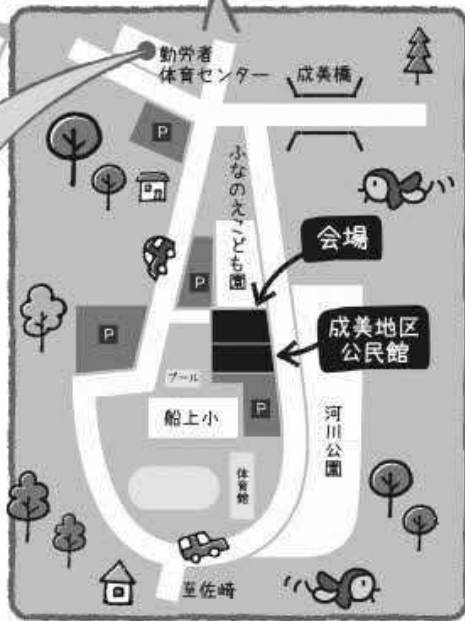 勤労者
体育センター
成美橋
P
ふなのえこども園
会場
P
P
成美地区
公民館
プール
船上小
P
河川公園
体育館
至佐崎